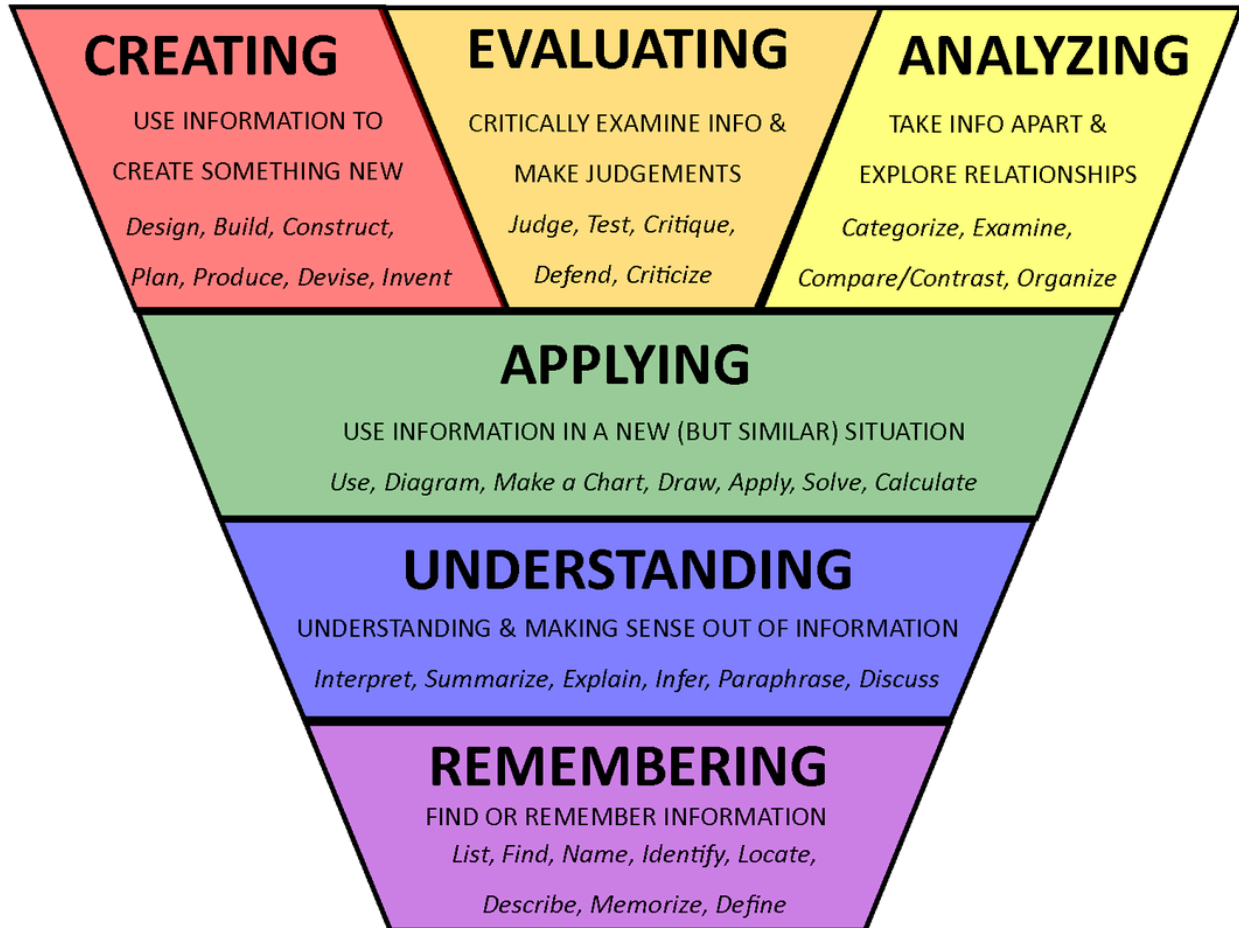 CREATING
USE INFORMATION TO
CREATE SOMETHING NEW
Design, Build, Construct,
Plan, Produce, Devise, Invent
EVALUATING
CRITICALLY EXAMINE INFO &
MAKE JUDGEMENTS
Judge, Test, Critique,
Defend, Criticize
ANALYZING
TAKE INFO APART &
EXPLORE RELATIONSHIPS
Categorize, Examine,
Compare/Contrast, Organize
APPLYING
USE INFORMATION IN A NEW (BUT SIMILAR) SITUATION
Use, Diagram, Make a Chart, Draw, Apply, Solve, Calculate
UNDERSTANDING
UNDERSTANDING & MAKING SENSE OUT OF INFORMATION
Interpret, Summarize, Explain, Infer, Paraphrase, Discuss
REMEMBERING
FIND OR REMEMBER INFORMATION
List, Find, Name, Identify, Locate,
Describe, Memorize, Define